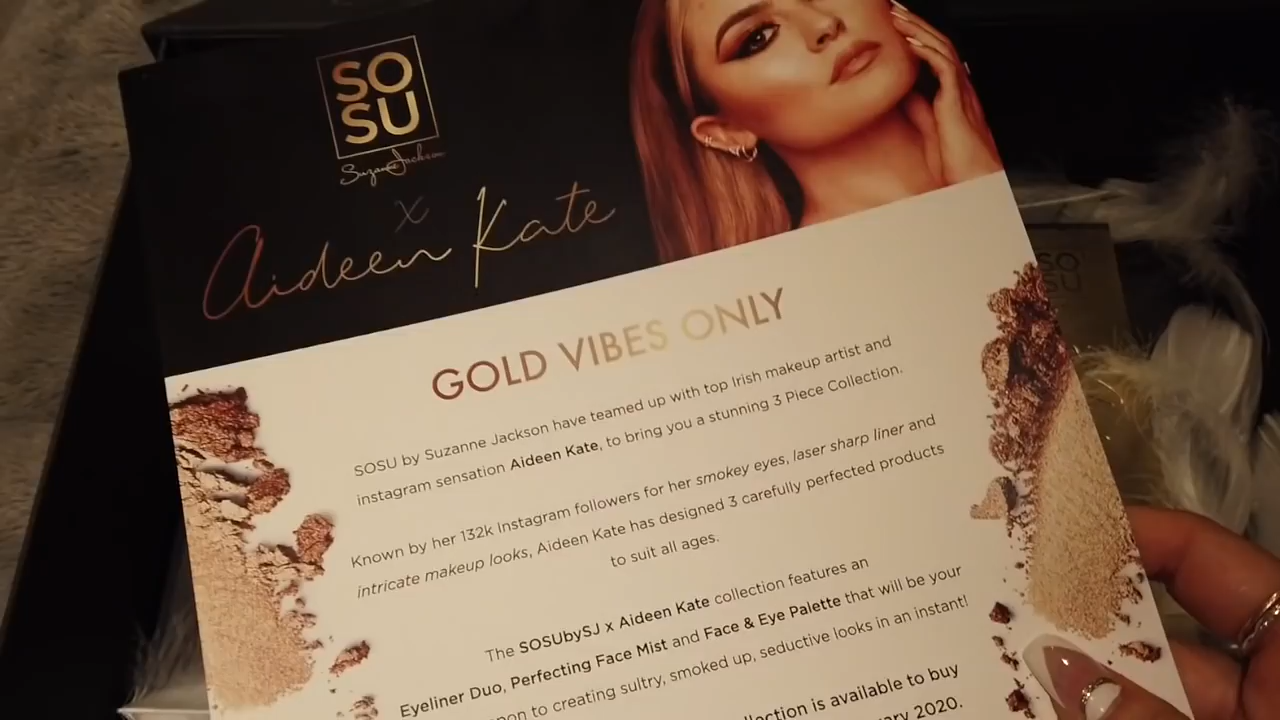 SO
SU
Suzanne Jackson
x
Aideen Kate
GOLD VIBES ONLY
SOSU by Suzanne Jackson have teamed up with top Irish makeup artist and
instagram sensation Aideen Kate, to bring you a stunning 3 Piece Collection.
Known by her 132k Instagram followers for her smokey eyes, laser sharp liner and
intricate makeup looks, Aideen Kate has designed 3 carefully perfected products
to suit all ages.
The SOSUbySJ x Aideen Kate collection features an
Eyeliner Duo, Perfecting Face Mist and Face & Eye Palette that will be your
to creating sultry, smoked up, seductive looks in an instant!
is available to buy
2020.
SO
SU